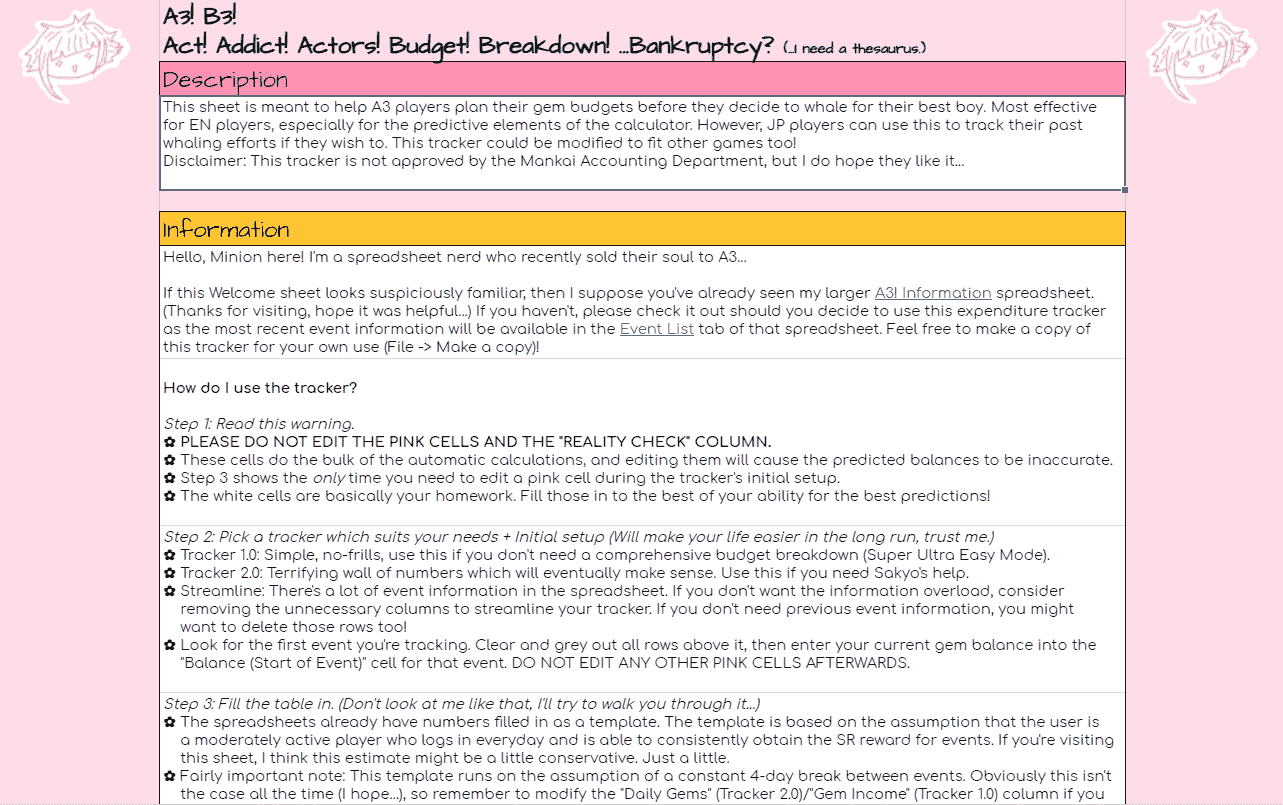 A3! B3!
Act! Addict! Actors! Budget! Breakdown! ...Bankruptcy? (...I need a thesaurus.)
Description
This sheet is meant to help A3 players plan their gem budgets before they decide to whale for their best boy. Most effective
for EN players, especially for the predictive elements of the calculator. However, JP players can use this to track their past
whaling efforts if they wish to. This tracker could be modified to fit other games too!
Disclaimer: This tracker is not approved by the Mankai Accounting Department, but I do hope they like it...
Information
Hello, Minion here! I'm a spreadsheet nerd who recently sold their soul to A3...
If this Welcome sheet looks suspiciously familiar, then I suppose you've already seen my larger A3! Information spreadsheet.
(Thanks for visiting, hope it was helpful...) If you haven't, please check it out should you decide to use this expenditure tracker
as the most recent event information will be available in the Event List tab of that spreadsheet. Feel free to make a copy of
this tracker for your own use (File -> Make a copy)!
How do I use the tracker?
Step 1: Read this warning.
✿ PLEASE DO NOT EDIT THE PINK CELLS AND THE "REALITY CHECK" COLUMN.
✿ These cells do the bulk of the automatic calculations, and editing them will cause the predicted balances to be inaccurate.
✿ Step 3 shows the only time you need to edit a pink cell during the tracker's initial setup.
✿ The white cells are basically your homework. Fill those in to the best of your ability for the best predictions!
Step 2: Pick a tracker which suits your needs + Initial setup (Will make your life easier in the long run, trust me.)
✿ Tracker 1.0: Simple, no-frills, use this if you don't need a comprehensive budget breakdown (Super Ultra Easy Mode).
✿ Tracker 2.0: Terrifying wall of numbers which will eventually make sense. Use this if you need Sakyo's help.
✿ Streamline: There's a lot of event information in the spreadsheet. If you don't want the information overload, consider
removing the unnecessary columns to streamline your tracker. If you don't need previous event information, you might
want to delete those rows too!
✿ Look for the first event you're tracking. Clear and grey out all rows above it, then enter your current gem balance into the
"Balance (Start of Event)" cell for that event. DO NOT EDIT ANY OTHER PINK CELLS AFTERWARDS.
Step 3: Fill the table in. (Don't look at me like that, I'll try to walk you through it...)
✿ The spreadsheets already have numbers filled in as a template. The template is based on the assumption that the user is
a moderately active player who logs in everyday and is able to consistently obtain the SR reward for events. If you're visiting
this sheet, I think this estimate might be a little conservative. Just a little.
✿ Fairly important note: This template runs on the assumption of a constant 4-day break between events. Obviously this isn't
the case all the time (I hope...), so remember to modify the "Daily Gems" (Tracker 2.0)/"Gem Income" (Tracker 1.0) column if you